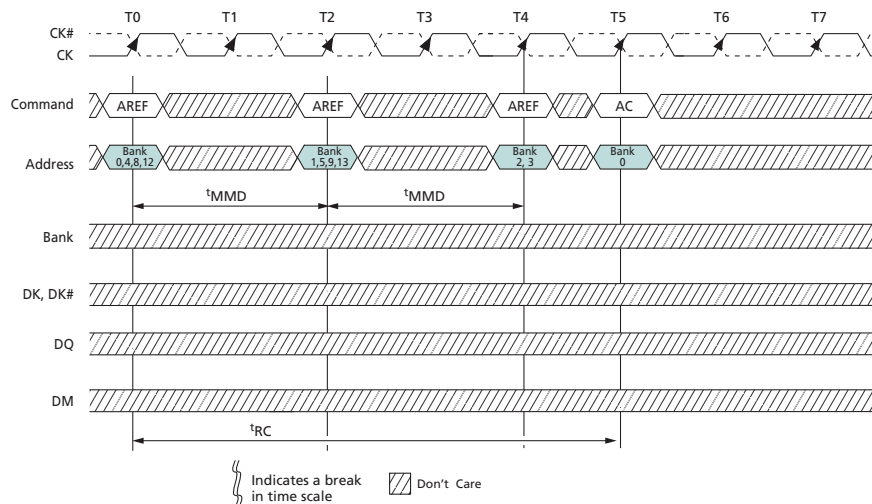 T0 T1 T2 T3 T4 T5 T6 T7
CK#
CK
Command AREF AREF AREF AC
Address Bank 0,4,8,12 Bank 1,5,9,13 Bank 2, 3 Bank 0
tMMD tMMD
Bank
DK, DK#
DQ
DM
tRC
Indicates a break
in time scale
Don't Care